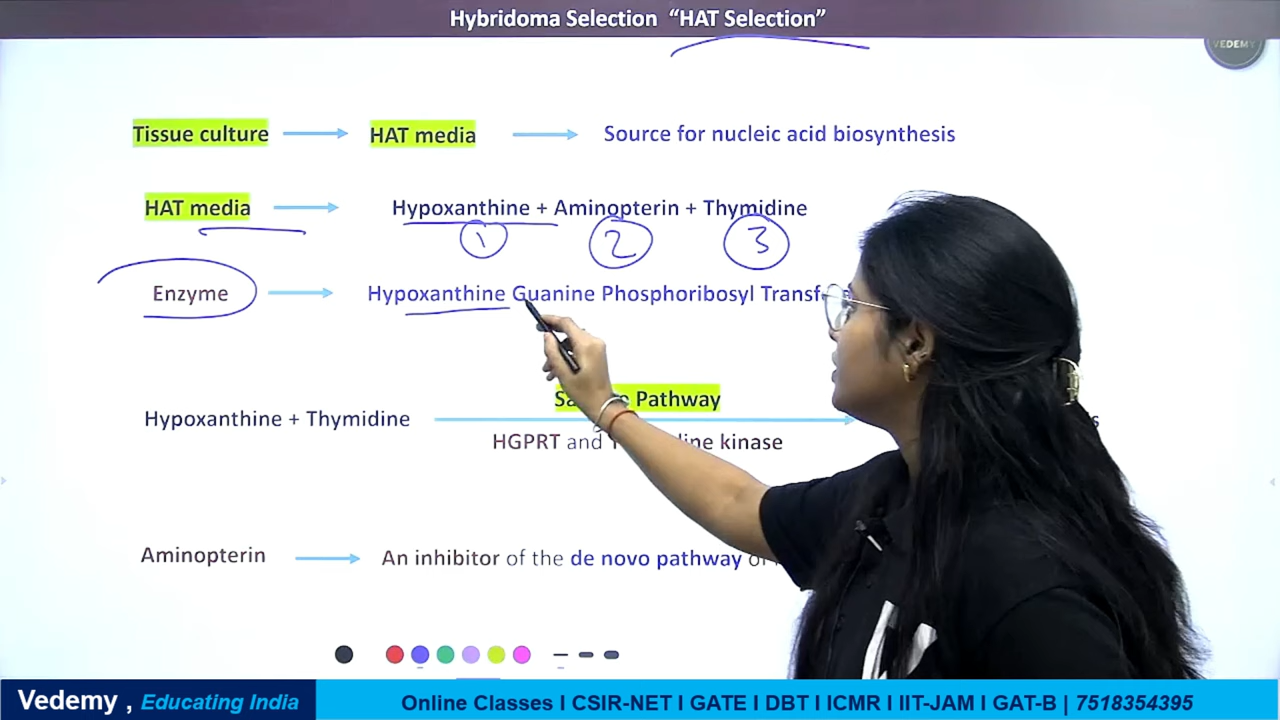 Hybridoma Selection “HAT Selection”
VEDEMY
Tissue culture HAT media Source for nucleic acid biosynthesis
HAT media Hypoxanthine + Aminopterin + Thymidine
1 2 3
Enzyme Hypoxanthine Guanine Phosphoribosyl
Pathway
Hypoxanthine + Thymidine
HGPRT and kinase
Aminopterin An inhibitor of the de novo pathway of
Vedemy , Educating India
Online Classes I CSIR-NET I GATE I DBT I ICMR I IIT-JAM I GAT-B | 7518354395